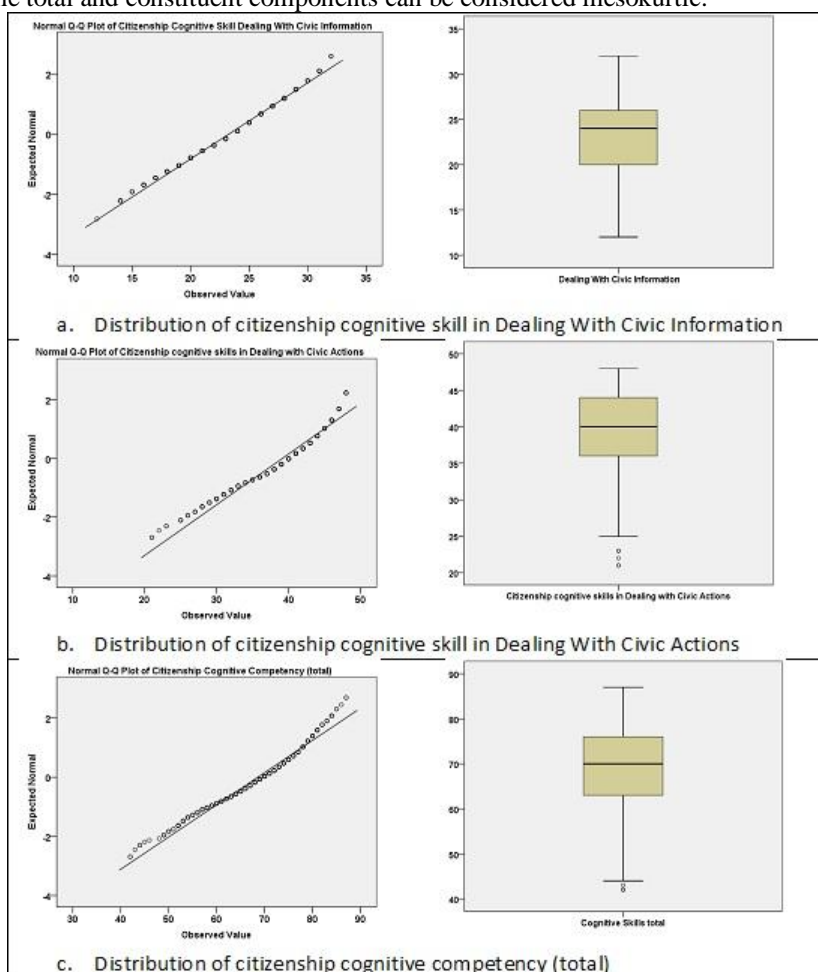 he total and constituent components can be considered mesokurtic.
Normal Q-Q Plot of Citizenship Cognitive Skill Dealing With Civic Information
Expected Normal
2
0
-2
-4
10 15 20 25 30 35
Observed Value
35
30
25
20
15
10
Dealing With Civic Information
a. Distribution of citizenship cognitive skill in Dealing With Civic Information
Normal Q-Q Plot of Citizenship cognitive skills in Dealing with Civic Actions
Expected Normal
2
0
-2
-4
10 20 30 40 50
Observed Value
50
45
40
35
30
25
20
Citizenship cognitive skills in Dealing with Civic Actions
b. Distribution of citizenship cognitive skill in Dealing With Civic Actions
Normal Q-Q Plot of Citizenship Cognitive Competency (total)
Expected Normal
2
0
-2
-4
30 40 50 60 70 80 90
Observed Value
90
80
70
60
50
40
Cognitive Skills total
c. Distribution of citizenship cognitive competency (total)